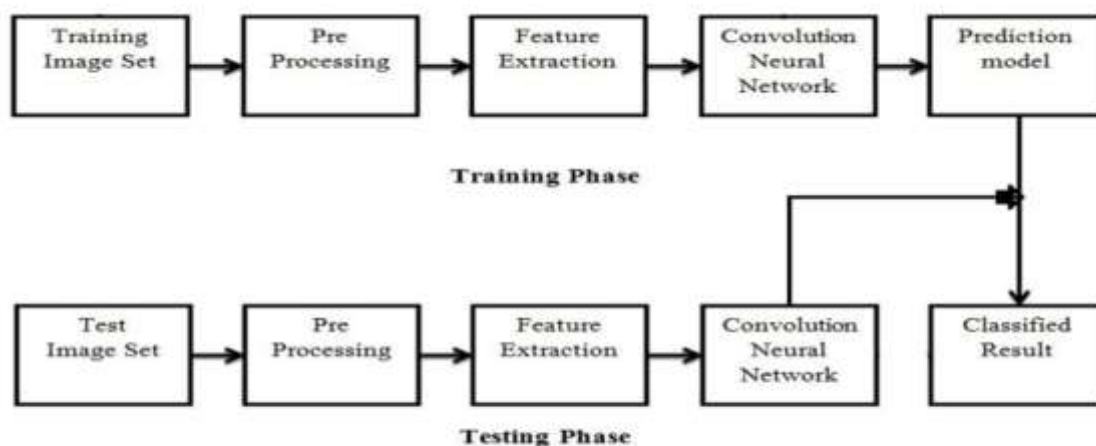 Training
Image Set
Pre
Processing
Feature
Extraction
Convolution
Neural
Network
Prediction
model
Training Phase
Test
Image Set
Pre
Processing
Feature
Extraction
Convolution
Neural
Network
Classified
Result
Testing Phase